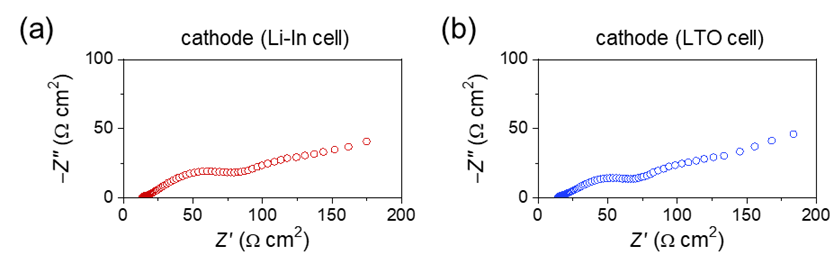 (a)
cathode (Li-In cell)
100
50
0
−Z″ (Ω cm²)
0 50 100 150 200
Z′ (Ω cm²)
(b)
cathode (LTO cell)
100
50
0
−Z″ (Ω cm²)
0 50 100 150 200
Z′ (Ω cm²)